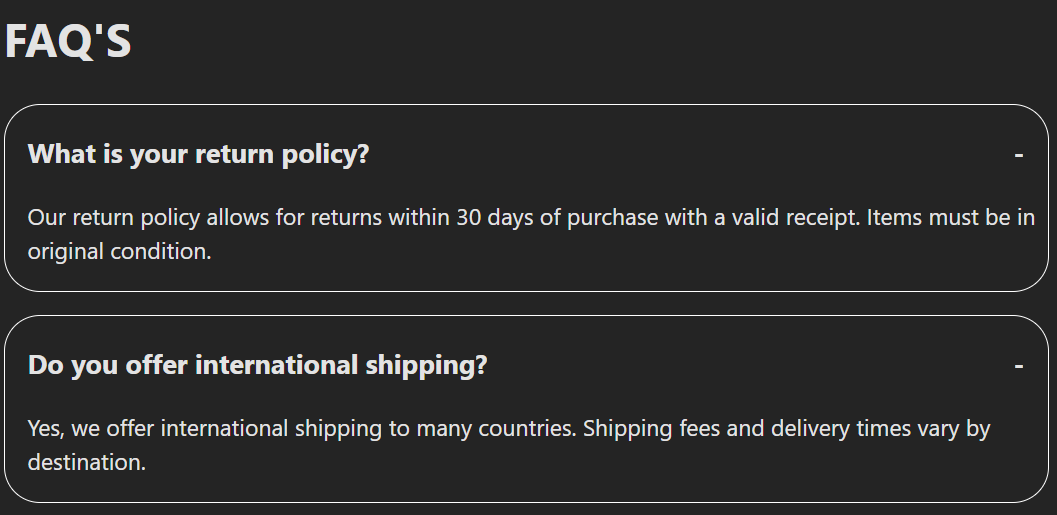 FAQ'S
What is your return policy? -
Our return policy allows for returns within 30 days of purchase with a valid receipt. Items must be in
original condition.
Do you offer international shipping? -
Yes, we offer international shipping to many countries. Shipping fees and delivery times vary by
destination.